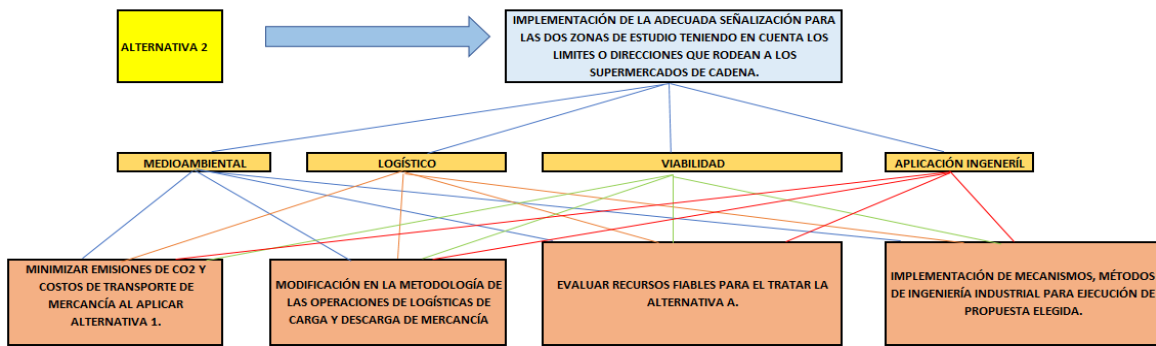 ALTERNATIVA 2
IMPLEMENTACIÓN DE LA ADECUADA SEÑALIZACIÓN PARA
LAS DOS ZONAS DE ESTUDIO TENIENDO EN CUENTA LOS
LIMITES O DIRECCIONES QUE RODEAN A LOS
SUPERMERCADOS DE CADENA.
MEDIOAMBIENTAL
LOGÍSTICO
VIABILIDAD
APLICACIÓN INGENERÍL
MINIMIZAR EMISIONES DE CO2 Y
COSTOS DE TRANSPORTE DE
MERCANCÍA AL APLICAR
ALTERNATIVA 1.
MODIFICACIÓN EN LA METODOLOGÍA DE
LAS OPERACIONES DE LOGÍSTICAS DE
CARGA Y DESCARGA DE MERCANCÍA
EVALUAR RECURSOS FIABLES PARA EL TRATAR LA
ALTERNATIVA A.
IMPLEMENTACIÓN DE MECANISMOS, MÉTODOS
DE INGENIERÍA INDUSTRIAL PARA EJECUCIÓN DE
PROPUESTA ELEGIDA.